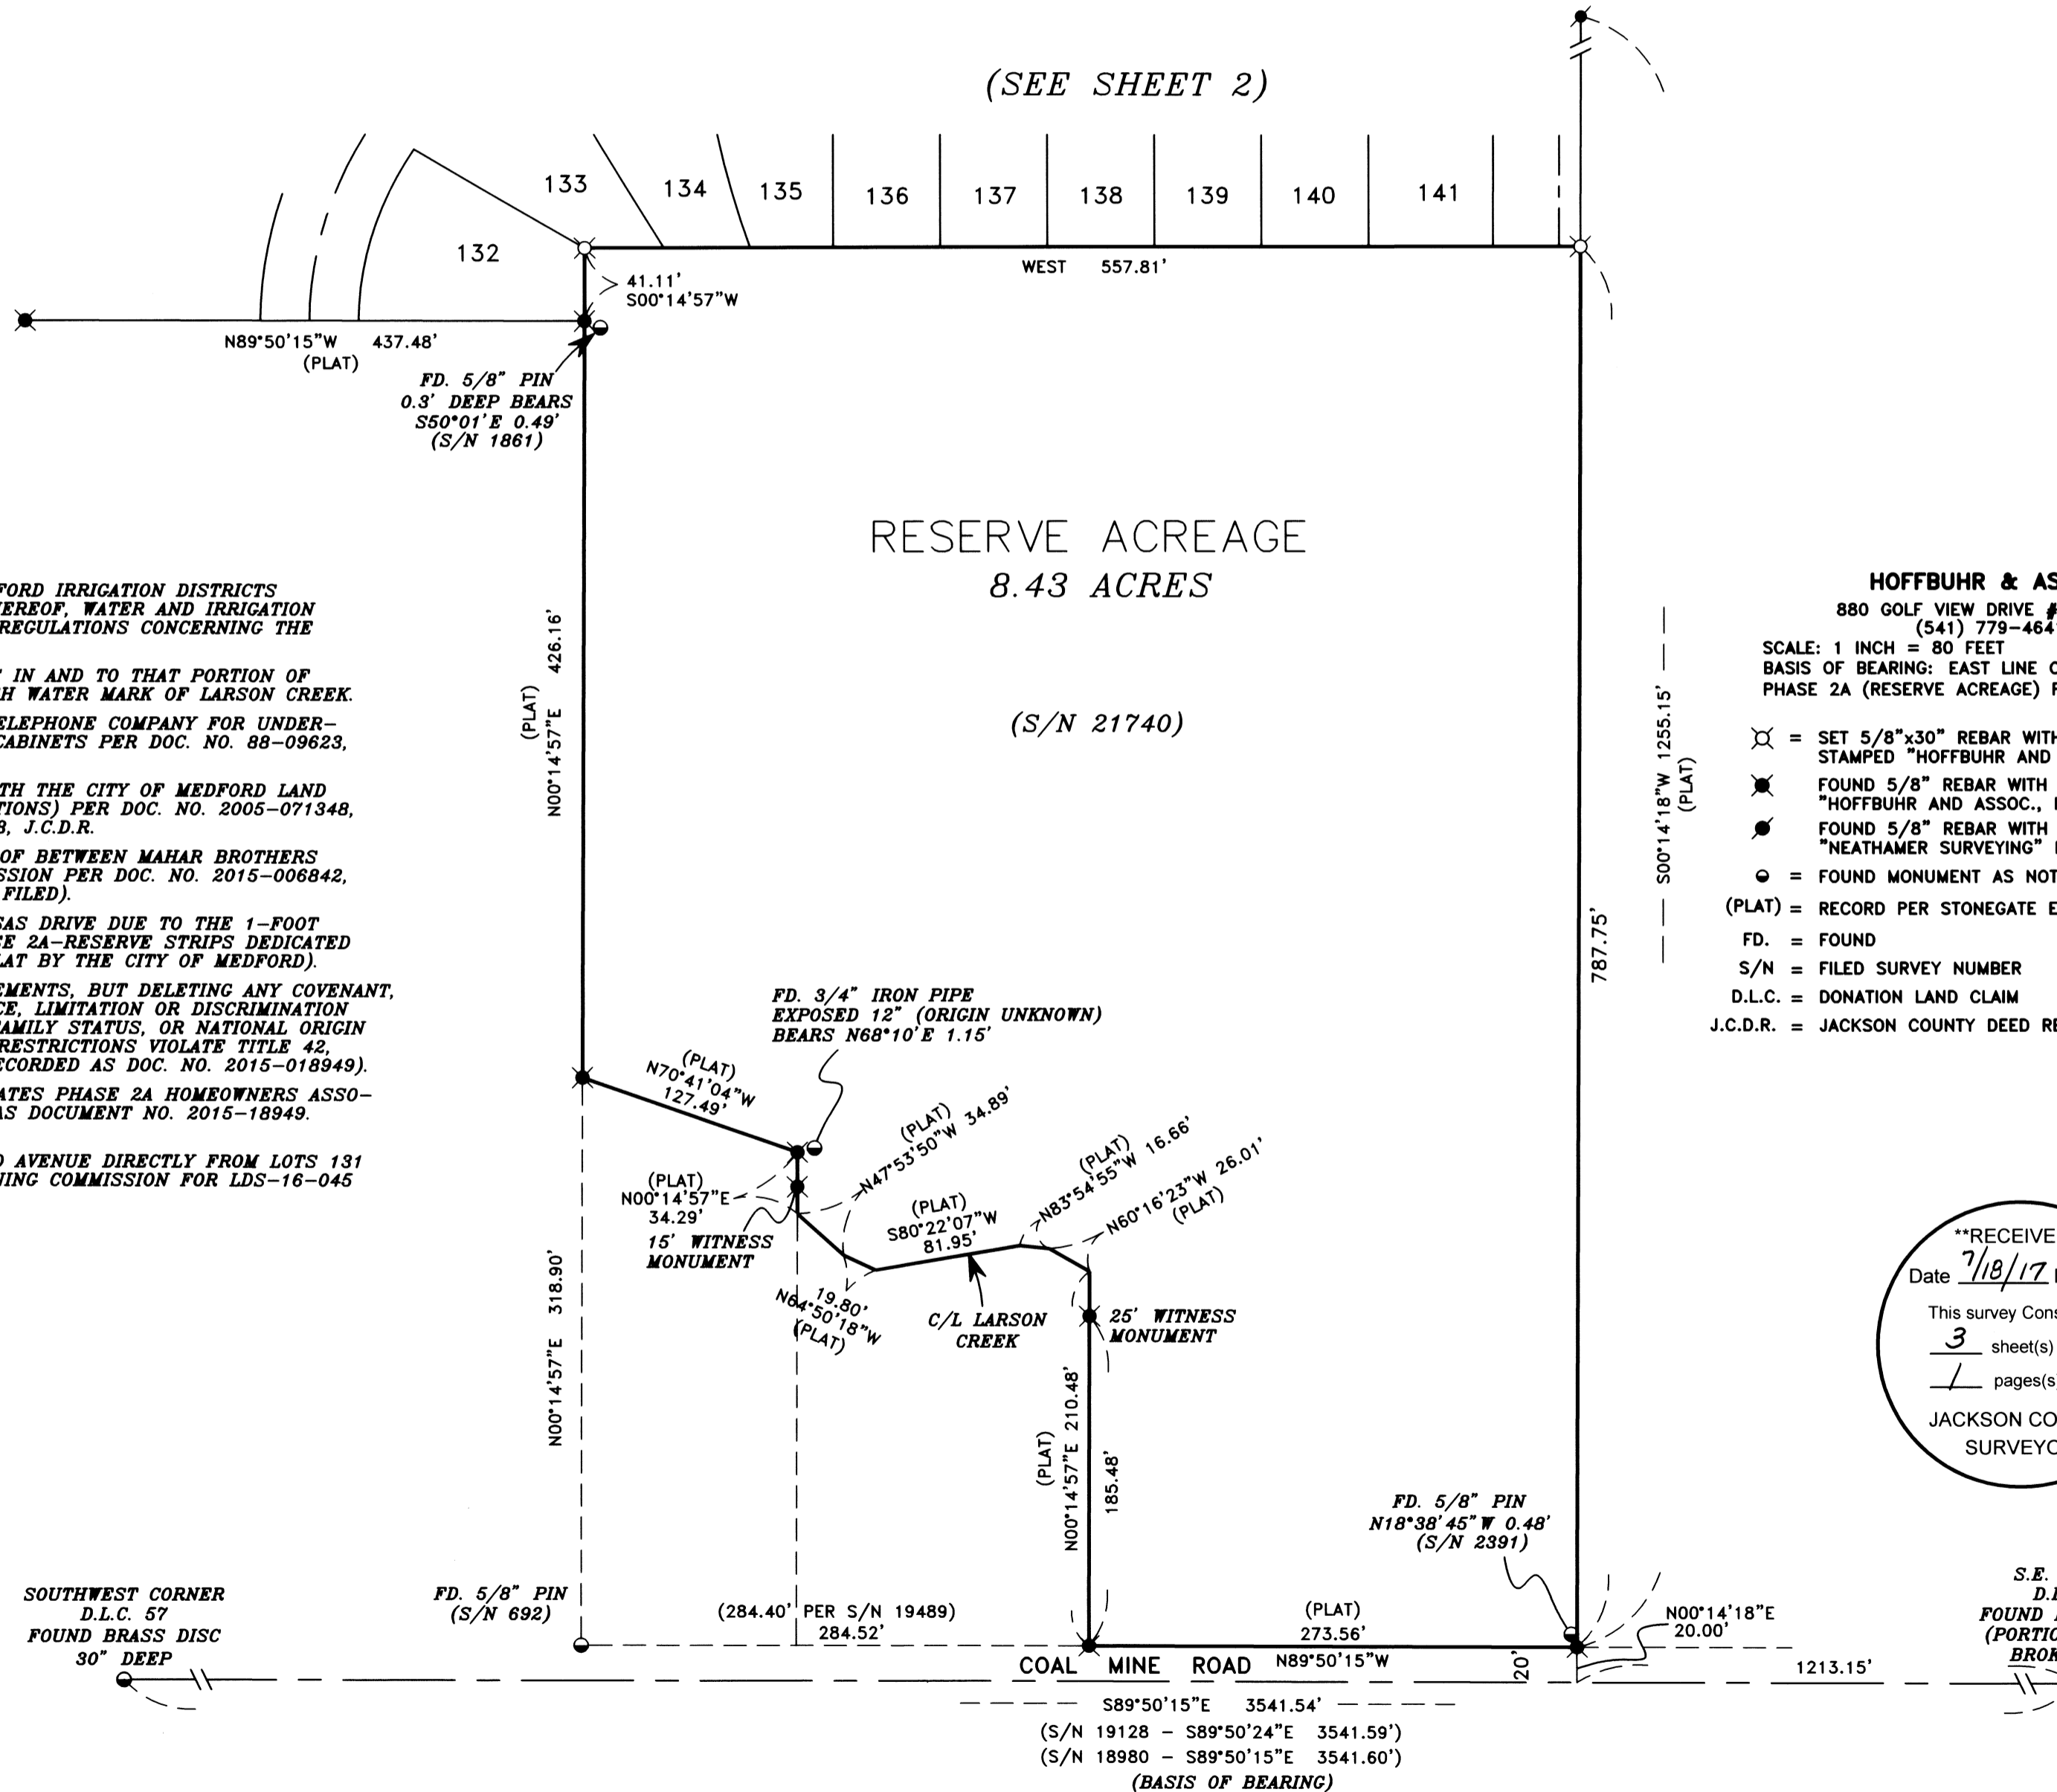 (SEE SHEET 2)
133
134
135
136
137
138
139
140
141
132
WEST 557.81'
41.11'
S00°14'57"W
N89°50'15"W 437.48'
(PLAT)
FD. 5/8" PIN
0.3' DEEP BEARS
S50°01'E 0.49'
(S/N 1861)
RESERVE ACREAGE
8.43 ACRES
(S/N 21740)
FORD IRRIGATION DISTRICTS
EREOF, WATER AND IRRIGATION
REGULATIONS CONCERNING THE
IN AND TO THAT PORTION OF
H WATER MARK OF LARSON CREEK.
ELEPHONE COMPANY FOR UNDER-
CABINETS PER DOC. NO. 88-09623,
TH THE CITY OF MEDFORD LAND
TIONS) PER DOC. NO. 2005-071348,
, J.C.D.R.
OF BETWEEN MAHAR BROTHERS
SSION PER DOC. NO. 2015-006842,
FILED).
SAS DRIVE DUE TO THE 1-FOOT
SE 2A-RESERVE STRIPS DEDICATED
LAT BY THE CITY OF MEDFORD).
EMENTS, BUT DELETING ANY COVENANT,
CE, LIMITATION OR DISCRIMINATION
AMILY STATUS, OR NATIONAL ORIGIN
RESTRICTIONS VIOLATE TITLE 42,
ECORDED AS DOC. NO. 2015-018949).
ATES PHASE 2A HOMEOWNERS ASSO-
AS DOCUMENT NO. 2015-18949.
AVENUE DIRECTLY FROM LOTS 131
NING COMMISSION FOR LDS-16-045
(PLAT)
N00°14'57"E 426.16'
S00°14'18"W 1255.15'
(PLAT)
787.75'
HOFFBUHR & AS
880 GOLF VIEW DRIVE #
(541) 779-464
SCALE: 1 INCH = 80 FEET
BASIS OF BEARING: EAST LINE O
PHASE 2A (RESERVE ACREAGE) F
= SET 5/8"x30" REBAR WITH
STAMPED "HOFFBUHR AND
FOUND 5/8" REBAR WITH
"HOFFBUHR AND ASSOC.,
FOUND 5/8" REBAR WITH
"NEATHAMER SURVEYING"
= FOUND MONUMENT AS NOT
(PLAT) = RECORD PER STONEGATE E
FD. = FOUND
S/N = FILED SURVEY NUMBER
D.L.C. = DONATION LAND CLAIM
J.C.D.R. = JACKSON COUNTY DEED RE
FD. 3/4" IRON PIPE
EXPOSED 12" (ORIGIN UNKNOWN)
BEARS N68°10'E 1.15'
(PLAT)
N70°41'04"W
127.49'
(PLAT)
N47°53'50"W 34.89'
(PLAT)
N83°54'55"W 16.66'
N60°16'23"W 26.01'
(PLAT)
(PLAT)
N00°14'57"E
34.29'
15' WITNESS
MONUMENT
(PLAT)
S80°22'07"W
81.95'
19.80'
N64°50'18"W
(PLAT)
C/L LARSON
CREEK
25' WITNESS
MONUMENT
N00°14'57"E 318.90'
(PLAT)
N00°14'57"E 210.48'
185.48'
**RECEIVE
Date 7/18/17
This survey Cons
3 sheet(s)
1 pages(s
JACKSON CO
SURVEYO
FD. 5/8" PIN
N18°38'45"W 0.48'
(S/N 2391)
SOUTHWEST CORNER
D.L.C. 57
FOUND BRASS DISC
30" DEEP
FD. 5/8" PIN
(S/N 692)
(284.40' PER S/N 19489)
284.52'
(PLAT)
273.56'
N89°50'15"W
COAL MINE ROAD
20'
N00°14'18"E
20.00'
1213.15'
S.E.
D.L
FOUND
(PORTIO
BROK
S89°50'15"E 3541.54'
(S/N 19128 - S89°50'24"E 3541.59')
(S/N 18980 - S89°50'15"E 3541.60')
(BASIS OF BEARING)